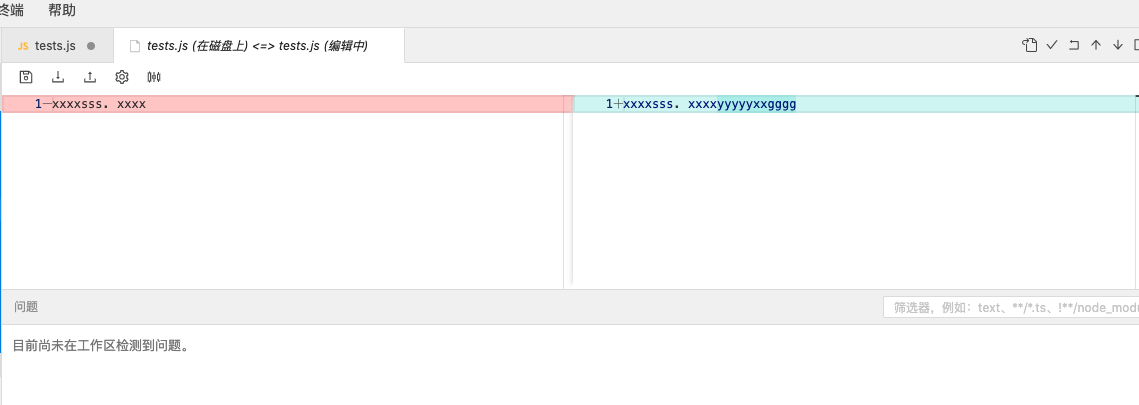 终端 帮助
JS tests.js tests.js (在磁盘上) <=> tests.js (编辑中)
1 — xxxxsss. xxxx 1 + xxxxsss. xxxxyyyyyxxgggg
问题 筛选器，例如：text、**/*.ts、!**/node_modu
目前尚未在工作区检测到问题。